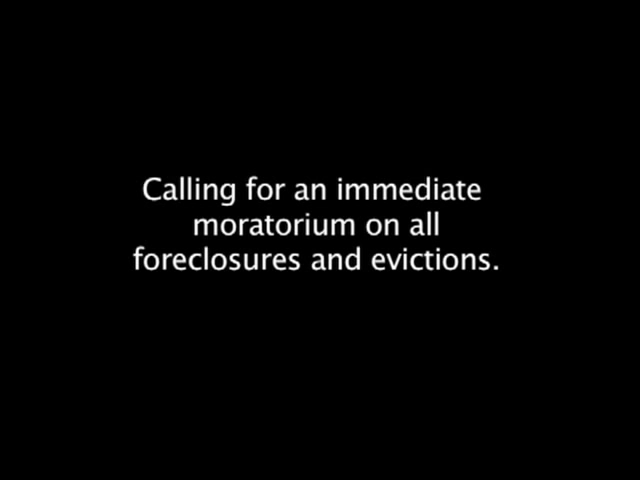 Calling for an immediate
moratorium on all
foreclosures and evictions.